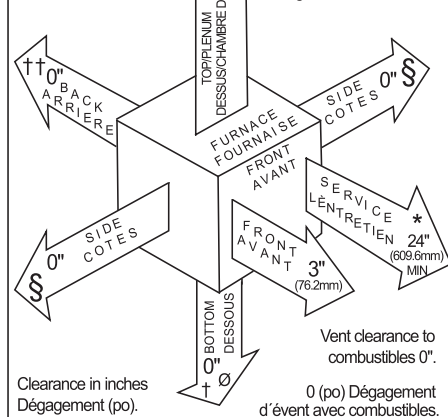 TOP/PLENUM
DESSUS/CHAMBRE D
†† 0"
BACK
ARRIERE
SIDE
COTES
0" §
FURNACE
FOURNAISE
FRONT
AVANT
SERVICE
LÈNTRETIEN
*
24"
(609.6mm)
MIN
§ 0"
SIDE
COTES
FRONT
AVANT
3"
(76.2mm)
BOTTOM
DESSOUS
0"
† Ø
Vent clearance to
combustibles 0".
Clearance in inches
Dégagement (po).
0 (po) Dégagement
d´évent avec combustibles.